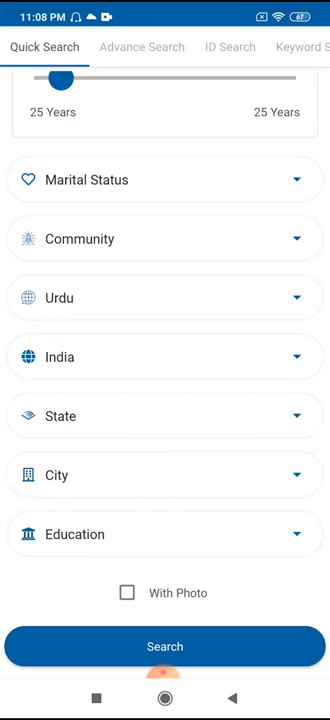 11:08 PM
67
Quick Search
Advance Search
ID Search
Keyword S
25 Years
25 Years
Marital Status
Community
Urdu
India
State
City
Education
With Photo
Search